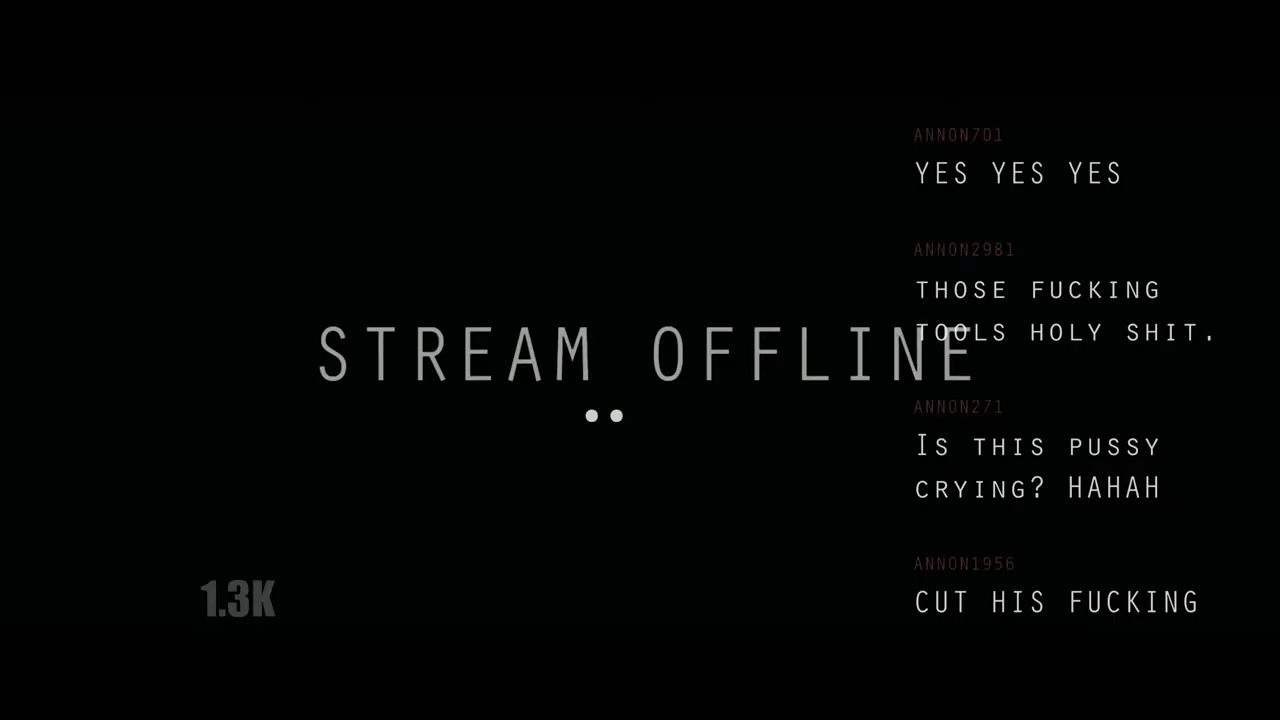 ANNON701
YES YES YES
ANNON2981
THOSE FUCKING
TOOLS HOLY SHIT.
STREAM OFFLINE
ANNON271
IS THIS PUSSY
CRYING? HAHAH
ANNON1956
CUT HIS FUCKING
1.3K